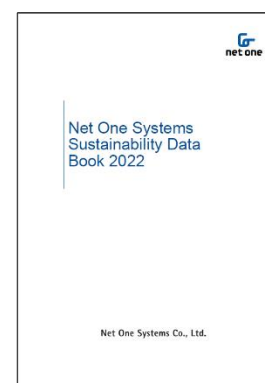 net one
Net One Systems
Sustainability Data
Book 2022
Net One Systems Co., Ltd.